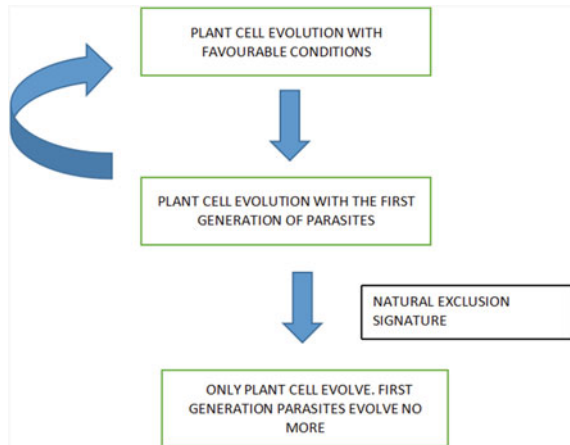 PLANT CELL EVOLUTION WITH
FAVOURABLE CONDITIONS
PLANT CELL EVOLUTION WITH THE FIRST
GENERATION OF PARASITES
NATURAL EXCLUSION
SIGNATURE
ONLY PLANT CELL EVOLVE. FIRST
GENERATION PARASITES EVOLVE NO
MORE